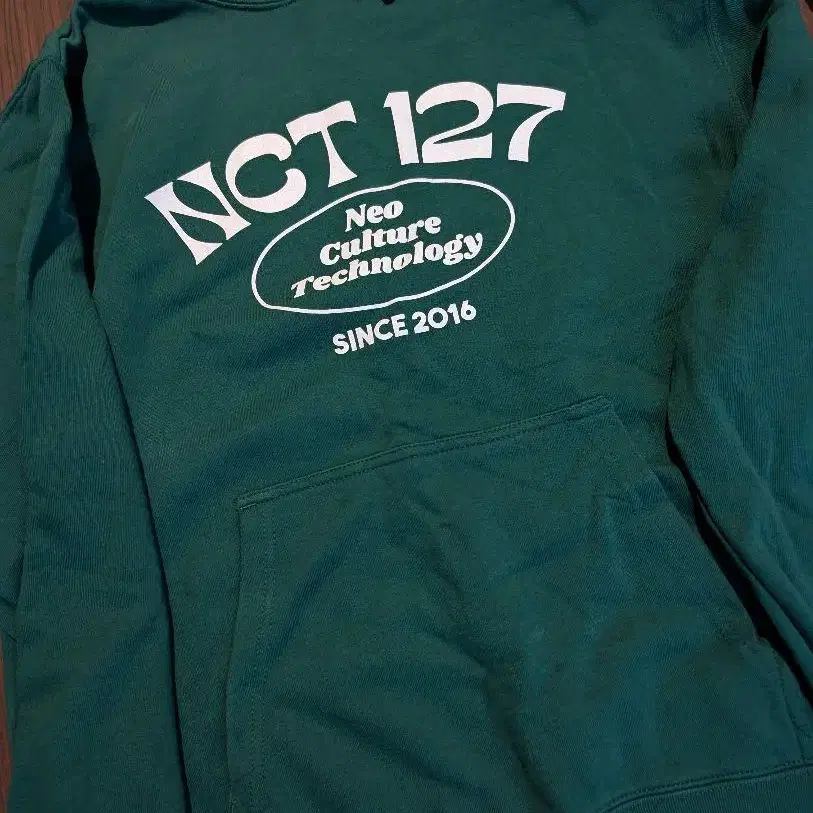 NCT 127
Neo
Culture
Technology
SINCE 2016